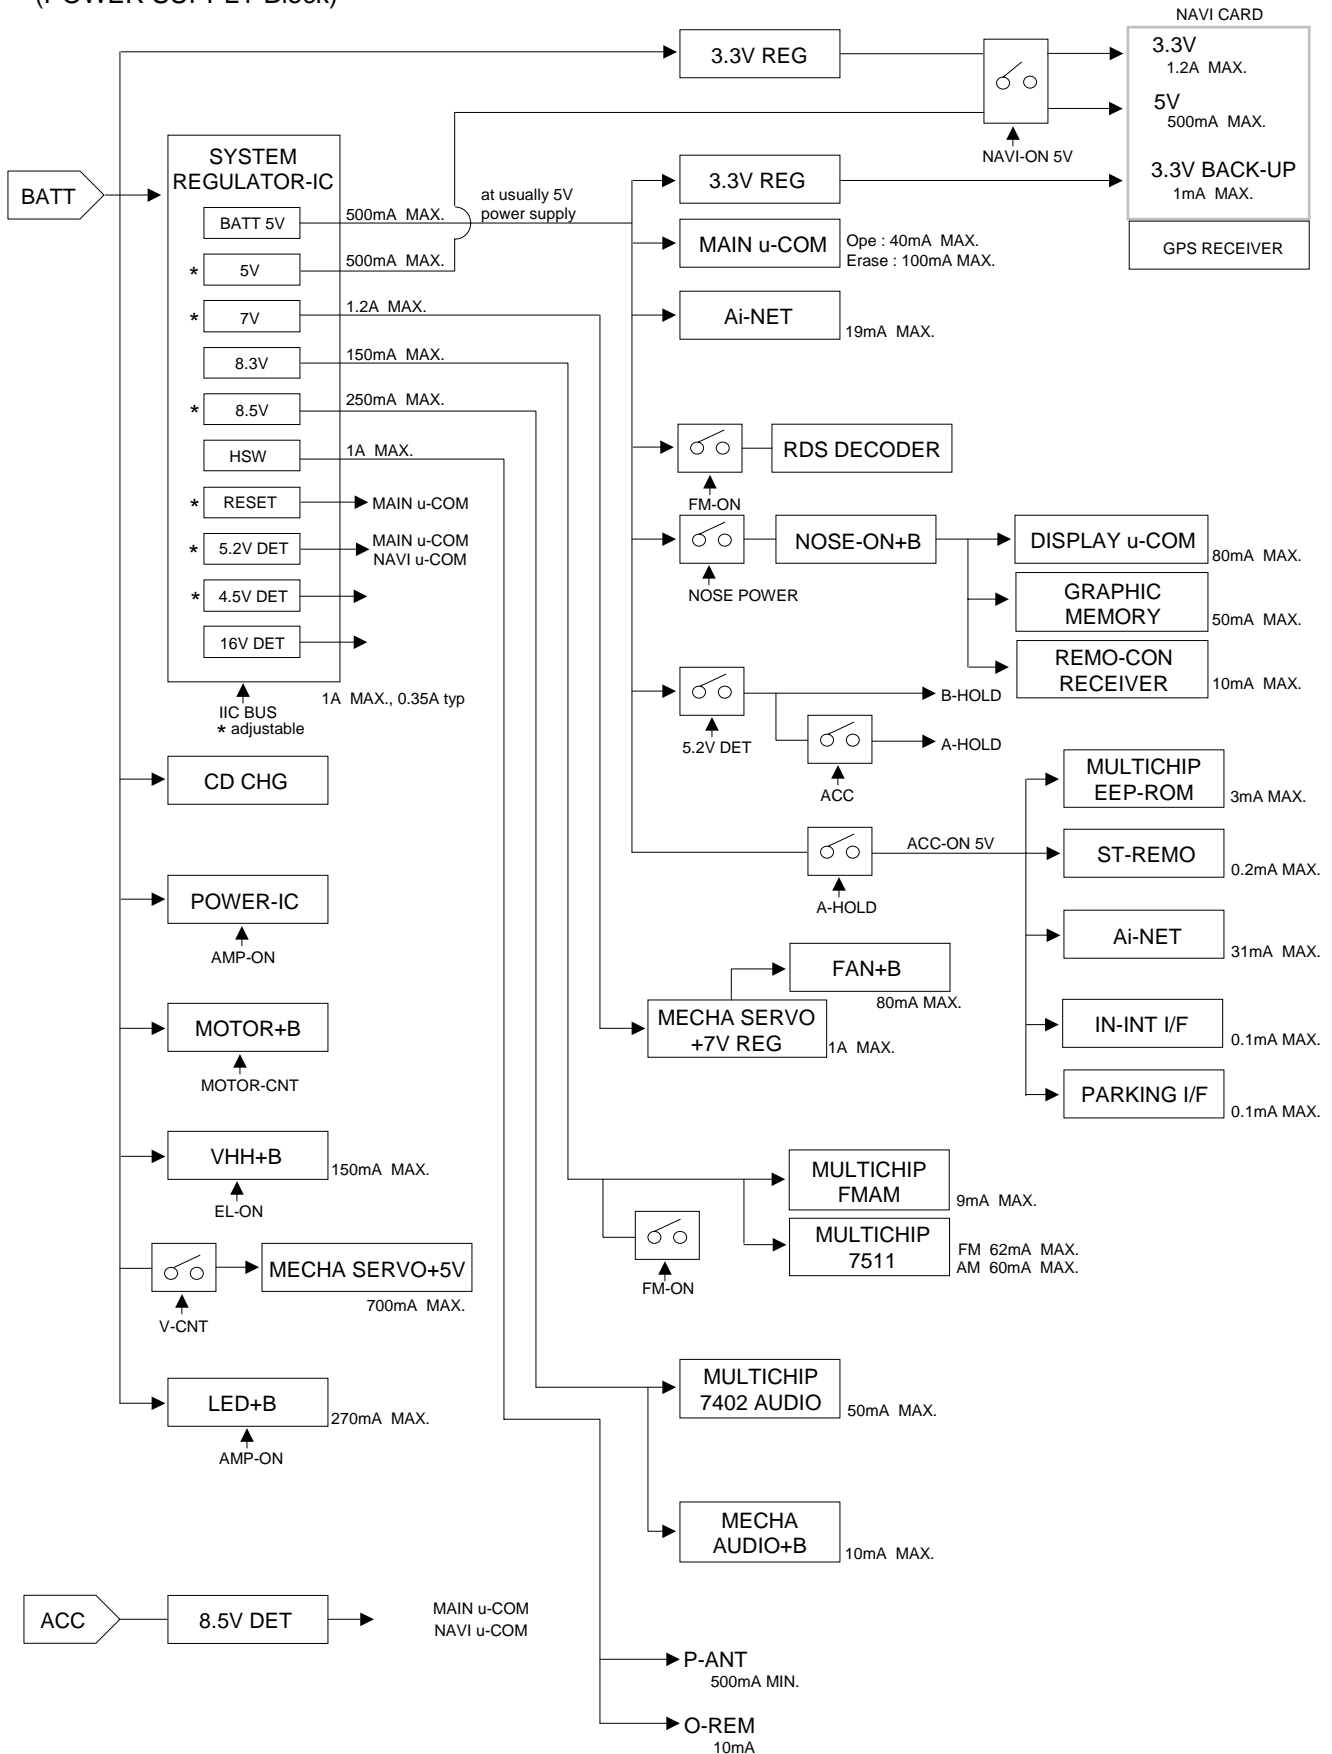 (POWER SUPPLY Block)
NAVI CARD
3.3V REG
3.3V
1.2A MAX.
5V
500mA MAX.
NAVI-ON 5V
3.3V BACK-UP
1mA MAX.
GPS RECEIVER
BATT
SYSTEM
REGULATOR-IC
BATT 5V
500mA MAX.
at usually 5V
power supply
3.3V REG
MAIN u-COM
Ope : 40mA MAX.
Erase : 100mA MAX.
* 5V
500mA MAX.
* 7V
1.2A MAX.
Ai-NET
19mA MAX.
8.3V
150mA MAX.
* 8.5V
250mA MAX.
HSW
1A MAX.
* RESET
MAIN u-COM
* 5.2V DET
MAIN u-COM
NAVI u-COM
* 4.5V DET
16V DET
IIC BUS
* adjustable
1A MAX., 0.35A typ
RDS DECODER
FM-ON
NOSE-ON+B
NOSE POWER
DISPLAY u-COM
80mA MAX.
GRAPHIC
MEMORY
50mA MAX.
REMO-CON
RECEIVER
10mA MAX.
B-HOLD
5.2V DET
A-HOLD
ACC
CD CHG
MULTICHIP
EEP-ROM
3mA MAX.
ACC-ON 5V
A-HOLD
ST-REMO
0.2mA MAX.
POWER-IC
AMP-ON
Ai-NET
31mA MAX.
FAN+B
80mA MAX.
MECHA SERVO
+7V REG
1A MAX.
IN-INT I/F
0.1mA MAX.
MOTOR+B
MOTOR-CNT
PARKING I/F
0.1mA MAX.
VHH+B
150mA MAX.
EL-ON
MULTICHIP
FMAM
9mA MAX.
MULTICHIP
7511
FM 62mA MAX.
AM 60mA MAX.
FM-ON
MECHA SERVO+5V
700mA MAX.
V-CNT
LED+B
270mA MAX.
AMP-ON
MULTICHIP
7402 AUDIO
50mA MAX.
MECHA
AUDIO+B
10mA MAX.
ACC
8.5V DET
MAIN u-COM
NAVI u-COM
P-ANT
500mA MIN.
O-REM
10mA